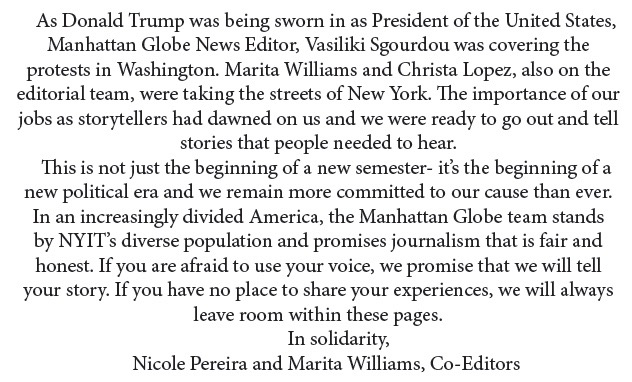 As Donald Trump was being sworn in as President of the United States,
Manhattan Globe News Editor, Vasiliki Sgourdou was covering the
protests in Washington. Marita Williams and Christa Lopez, also on the
editorial team, were taking the streets of New York. The importance of our
jobs as storytellers had dawned on us and we were ready to go out and tell
stories that people needed to hear.
This is not just the beginning of a new semester- it’s the beginning of a
new political era and we remain more committed to our cause than ever.
In an increasingly divided America, the Manhattan Globe team stands
by NYIT’s diverse population and promises journalism that is fair and
honest. If you are afraid to use your voice, we promise that we will tell
your story. If you have no place to share your experiences, we will always
leave room within these pages.
In solidarity,
Nicole Pereira and Marita Williams, Co-Editors